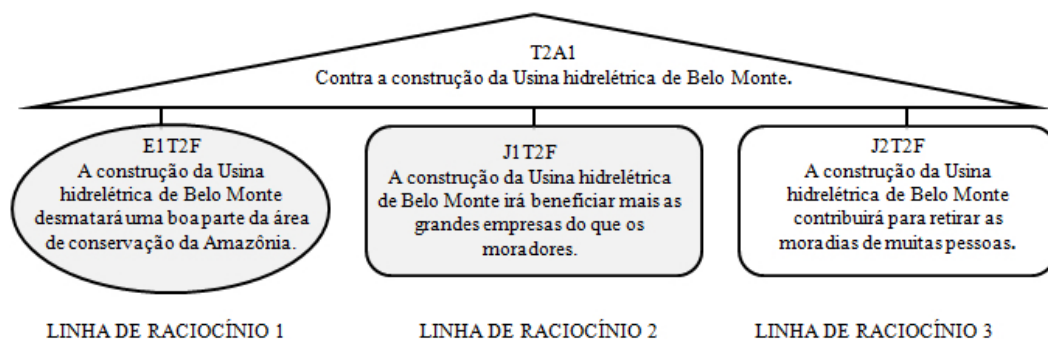 T2A1
Contra a construção da Usina hidrelétrica de Belo Monte.
E1T2F
A construção da Usina
hidrelétrica de Belo Monte
desmatará uma boa parte da área
de conservação da Amazônia.
J1T2F
A construção da Usina hidrelétrica
de Belo Monte irá beneficiar mais as
grandes empresas do que os
moradores.
J2T2F
A construção da Usina
hidrelétrica de Belo Monte
contribuirá para retirar as
moradias de muitas pessoas.
LINHA DE RACIOCÍNIO 1
LINHA DE RACIOCÍNIO 2
LINHA DE RACIOCÍNIO 3